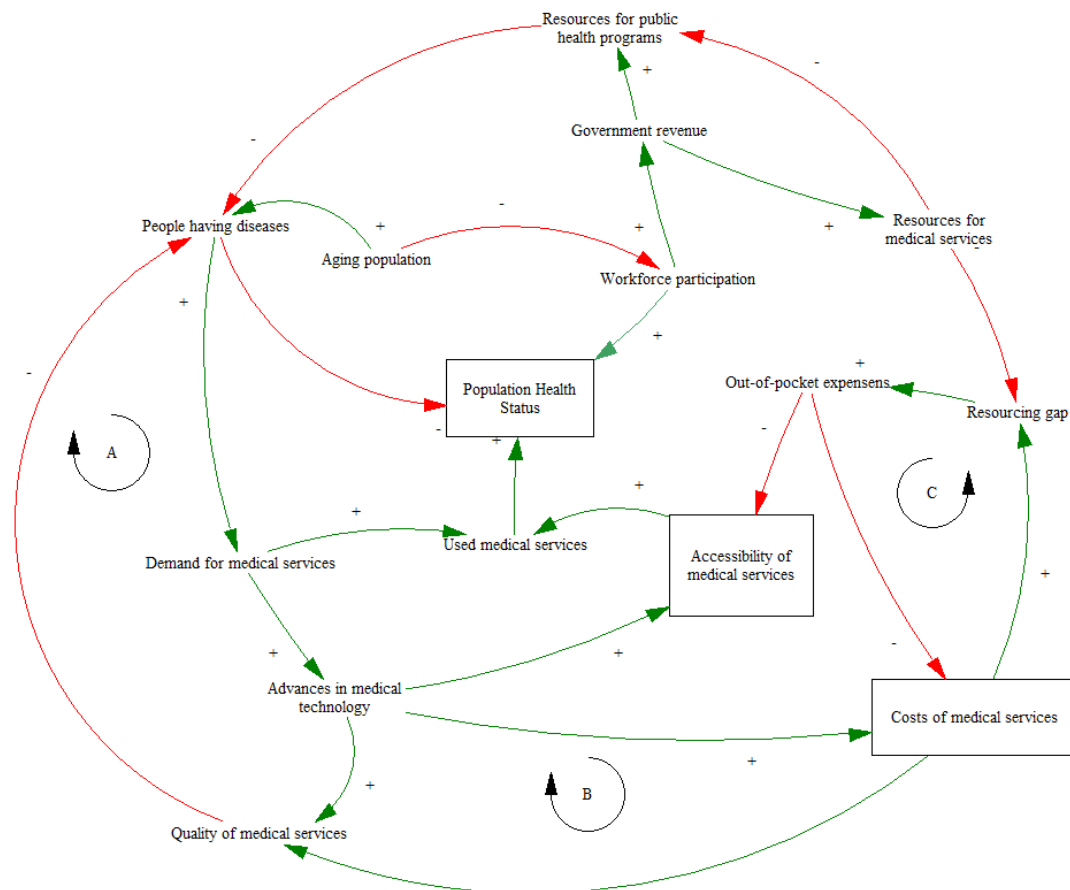 Resources for public
health programs
-
+
Government revenue
-
People having diseases
+
-
+
+
Resources for
medical services
-
Aging population
Workforce participation
+
+
+
Population Health
Status
Out-of-pocket expensens
Resourcing gap
-
-
+
-
A
+
C
+
Used medical services
Demand for medical services
Accessibility of
medical services
+
+
+
-
Advances in medical
technology
Costs of medical services
+
+
B
Quality of medical services